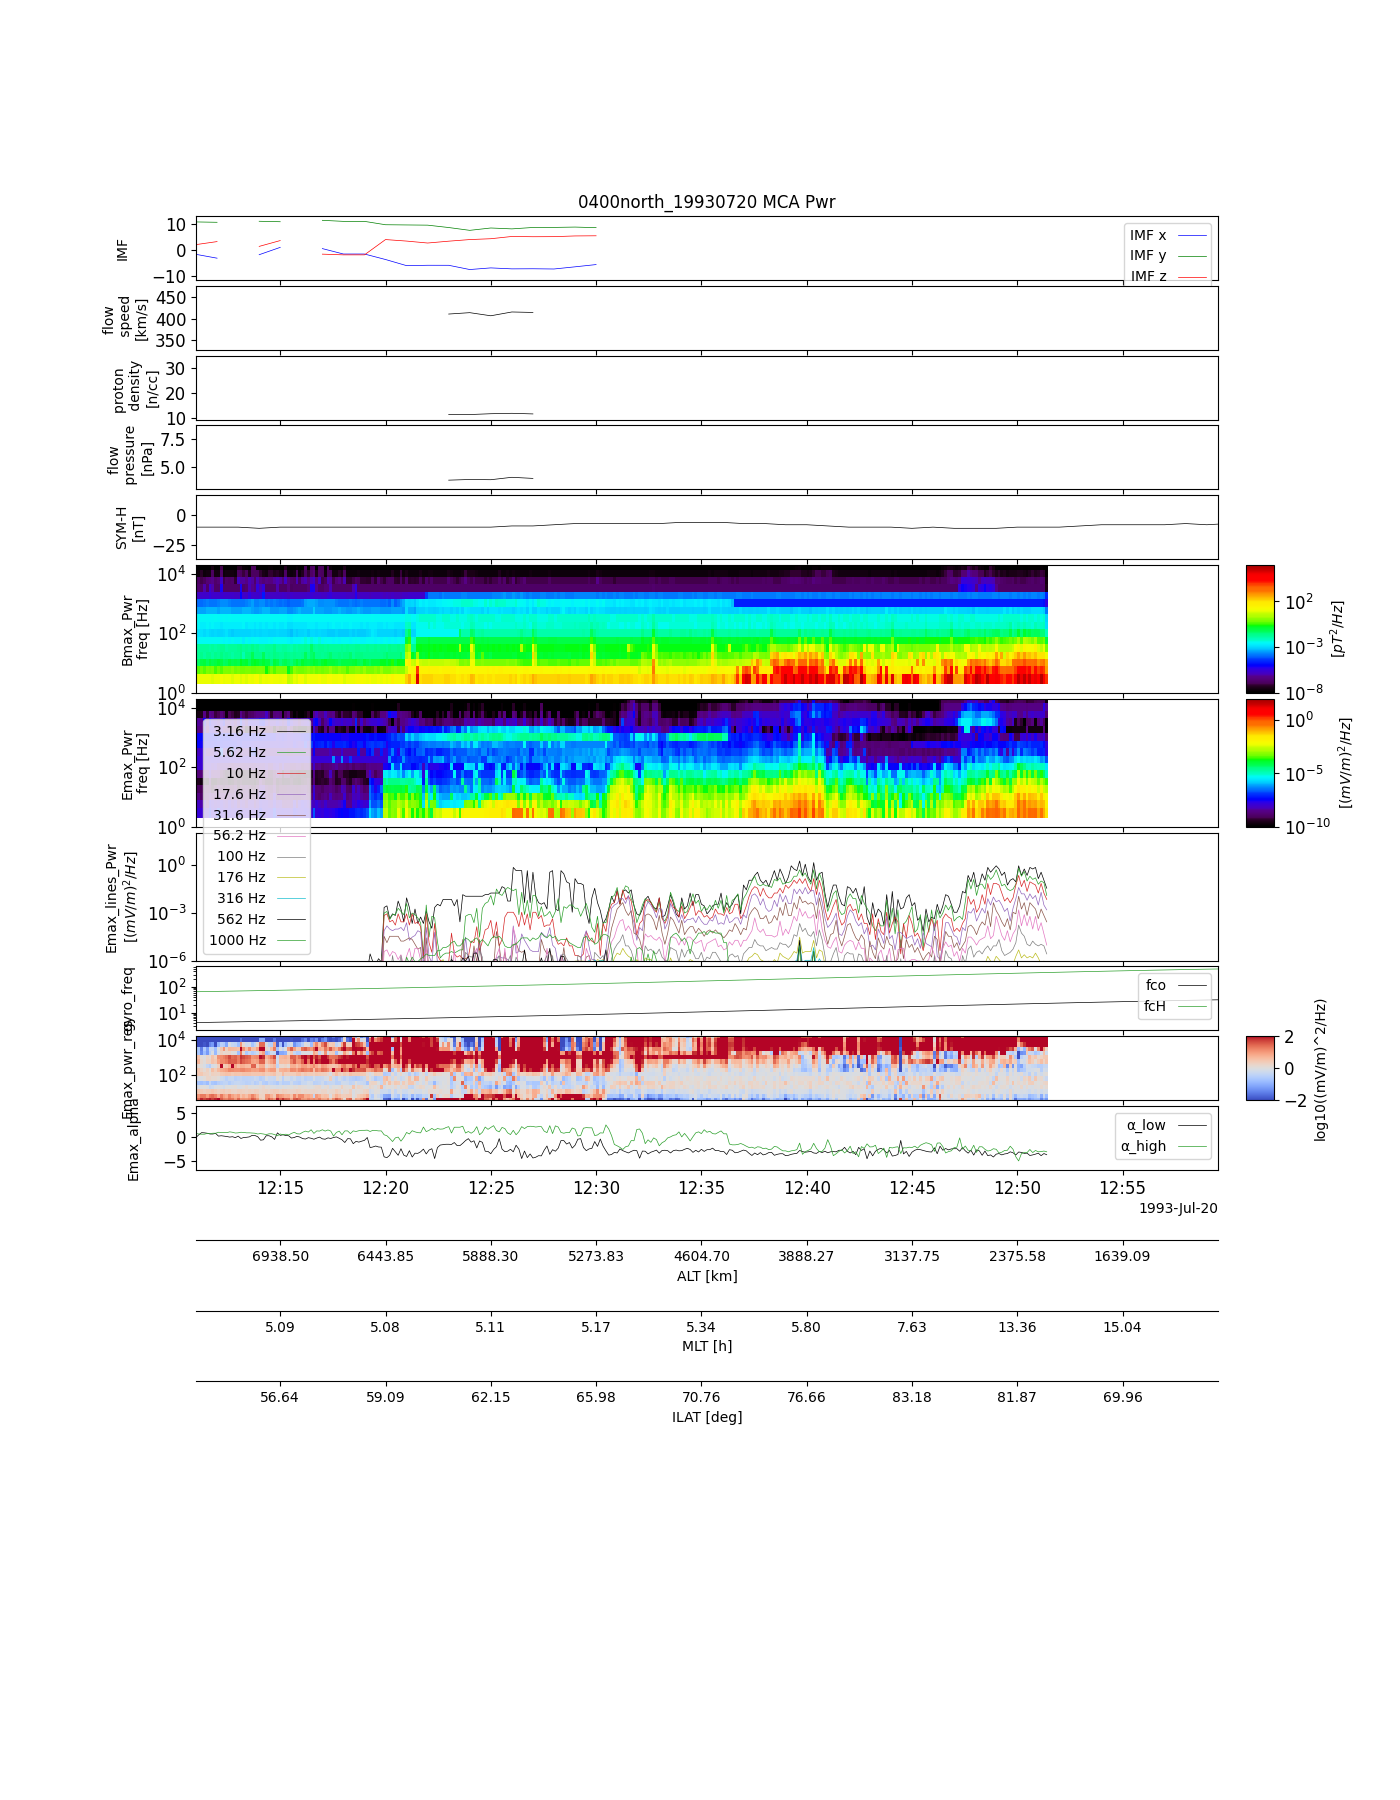 0400north_19930720 MCA Pwr
10
0
−10
IMF
IMF x
IMF y
IMF z
450
400
350
flow
speed
[km/s]
30
20
10
proton
density
[n/cc]
7.5
5.0
flow
pressure
[nPa]
0
−25
SYM-H
[nT]
10^4
10^2
10^0
Bmax_Pwr
freq [Hz]
10^2
10^−3
10^−8
[pT^2/Hz]
10^4
10^2
10^0
Emax_Pwr
freq [Hz]
10^0
10^−5
10^−10
[(mV/m)^2/Hz]
3.16 Hz
5.62 Hz
10 Hz
17.6 Hz
31.6 Hz
56.2 Hz
100 Hz
176 Hz
316 Hz
562 Hz
1000 Hz
10^0
10^−3
10^−6
Emax_lines_Pwr
[(mV/m)^2/Hz]
10^2
10^1
gyro_freq
fco
fcH
10^4
10^2
Emax_pwr_res
2
0
−2
log10((mV/m)^2/Hz)
5
0
−5
Emax_alpha
α_low
α_high
12:15 12:20 12:25 12:30 12:35 12:40 12:45 12:50 12:55
1993-Jul-20
6938.50 6443.85 5888.30 5273.83 4604.70 3888.27 3137.75 2375.58 1639.09
ALT [km]
5.09 5.08 5.11 5.17 5.34 5.80 7.63 13.36 15.04
MLT [h]
56.64 59.09 62.15 65.98 70.76 76.66 83.18 81.87 69.96
ILAT [deg]